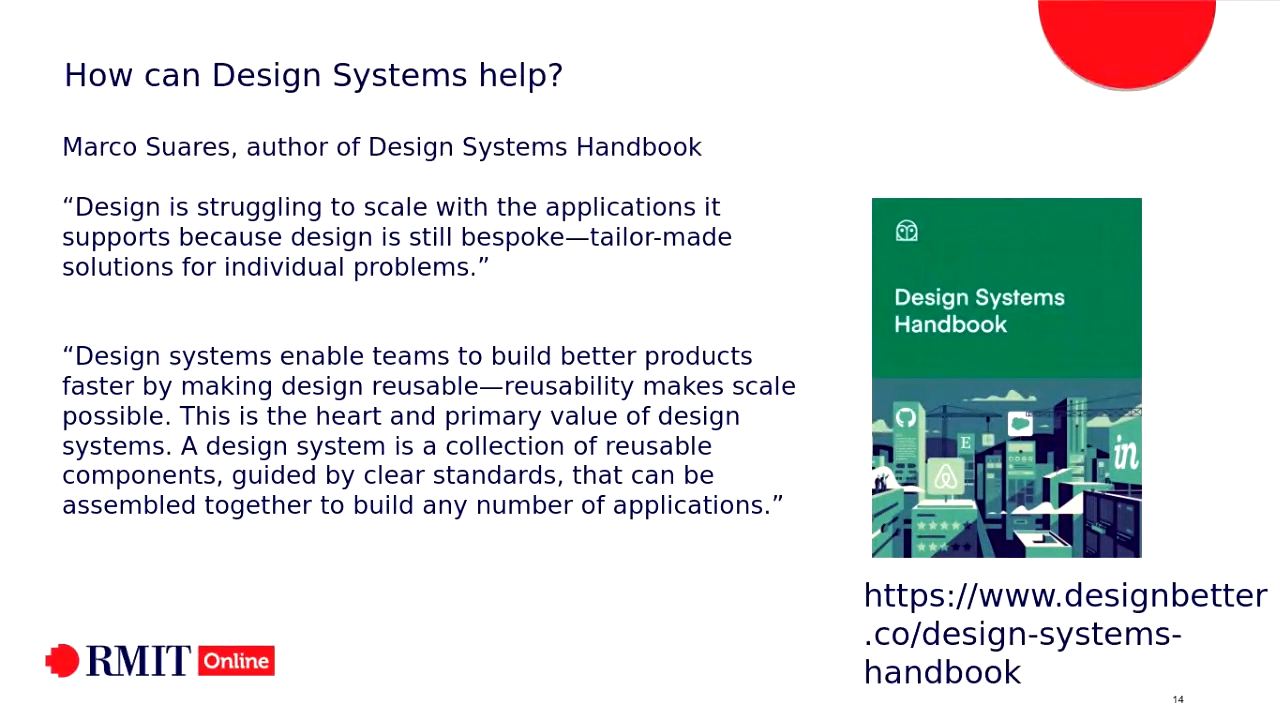 How can Design Systems help?
Marco Suares, author of Design Systems Handbook
“Design is struggling to scale with the applications it
supports because design is still bespoke—tailor-made
solutions for individual problems.”
“Design systems enable teams to build better products
faster by making design reusable—reusability makes scale
possible. This is the heart and primary value of design
systems. A design system is a collection of reusable
components, guided by clear standards, that can be
assembled together to build any number of applications.”
Design Systems
Handbook
E
in
https://www.designbetter
.co/design-systems-
handbook
RMIT Online
14